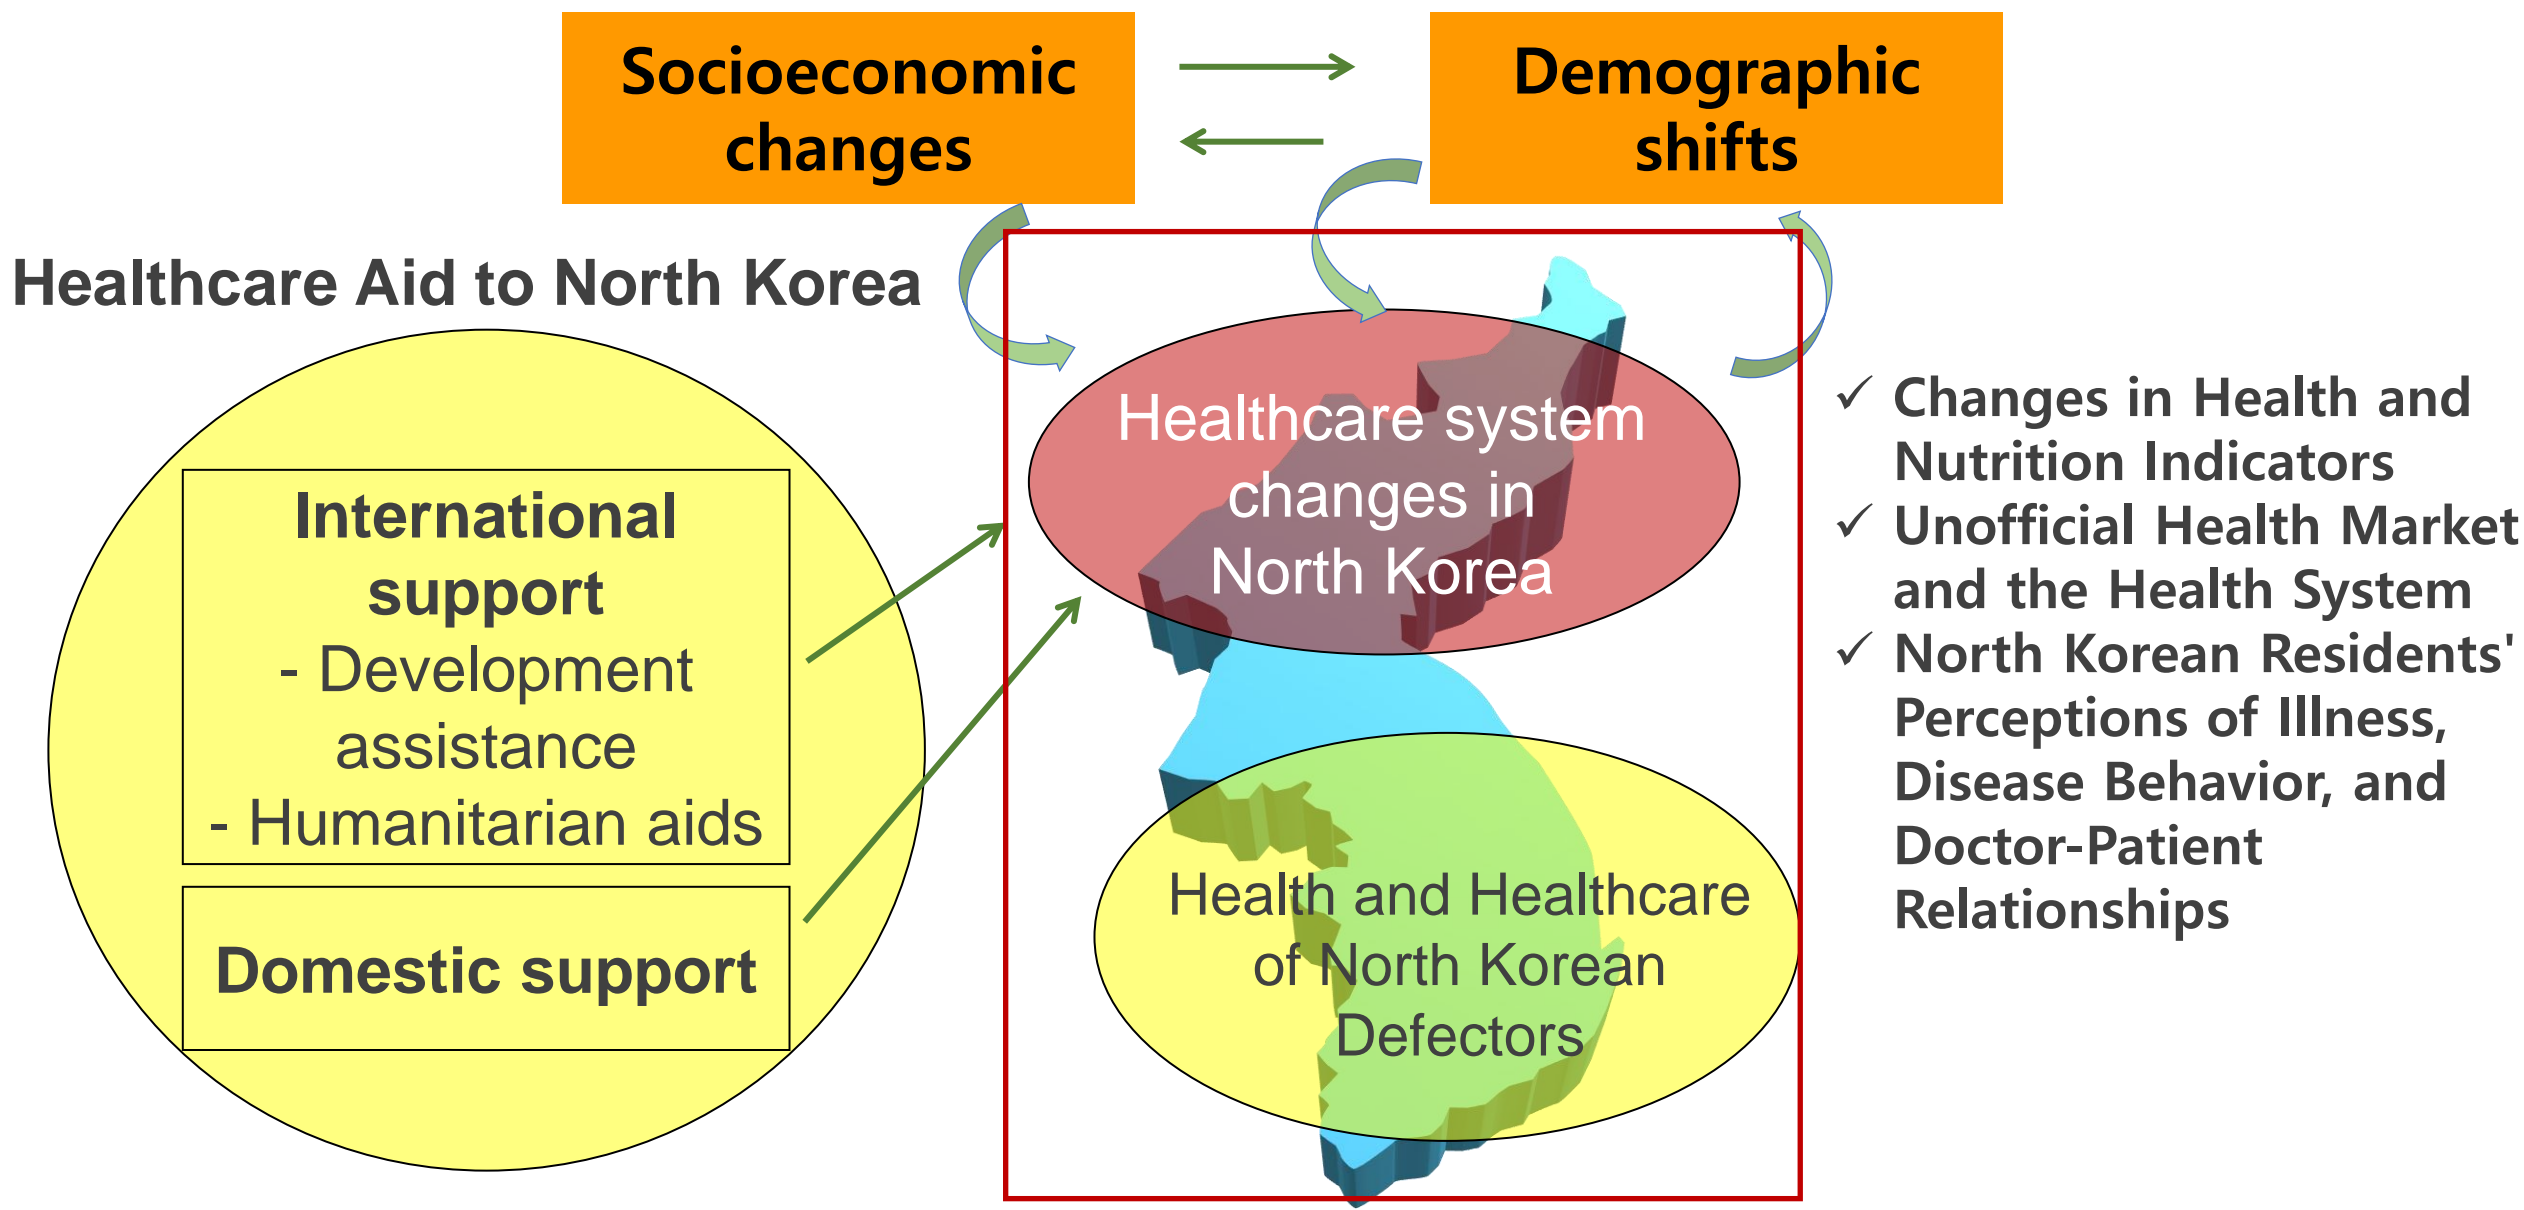 Socioeconomic
changes
Demographic
shifts
Healthcare Aid to North Korea
International
support
- Development
assistance
- Humanitarian aids
Domestic support
Healthcare system
changes in
North Korea
Health and Healthcare
of North Korean
Defectors
✓ Changes in Health and
Nutrition Indicators
✓ Unofficial Health Market
and the Health System
✓ North Korean Residents'
Perceptions of Illness,
Disease Behavior, and
Doctor-Patient
Relationships